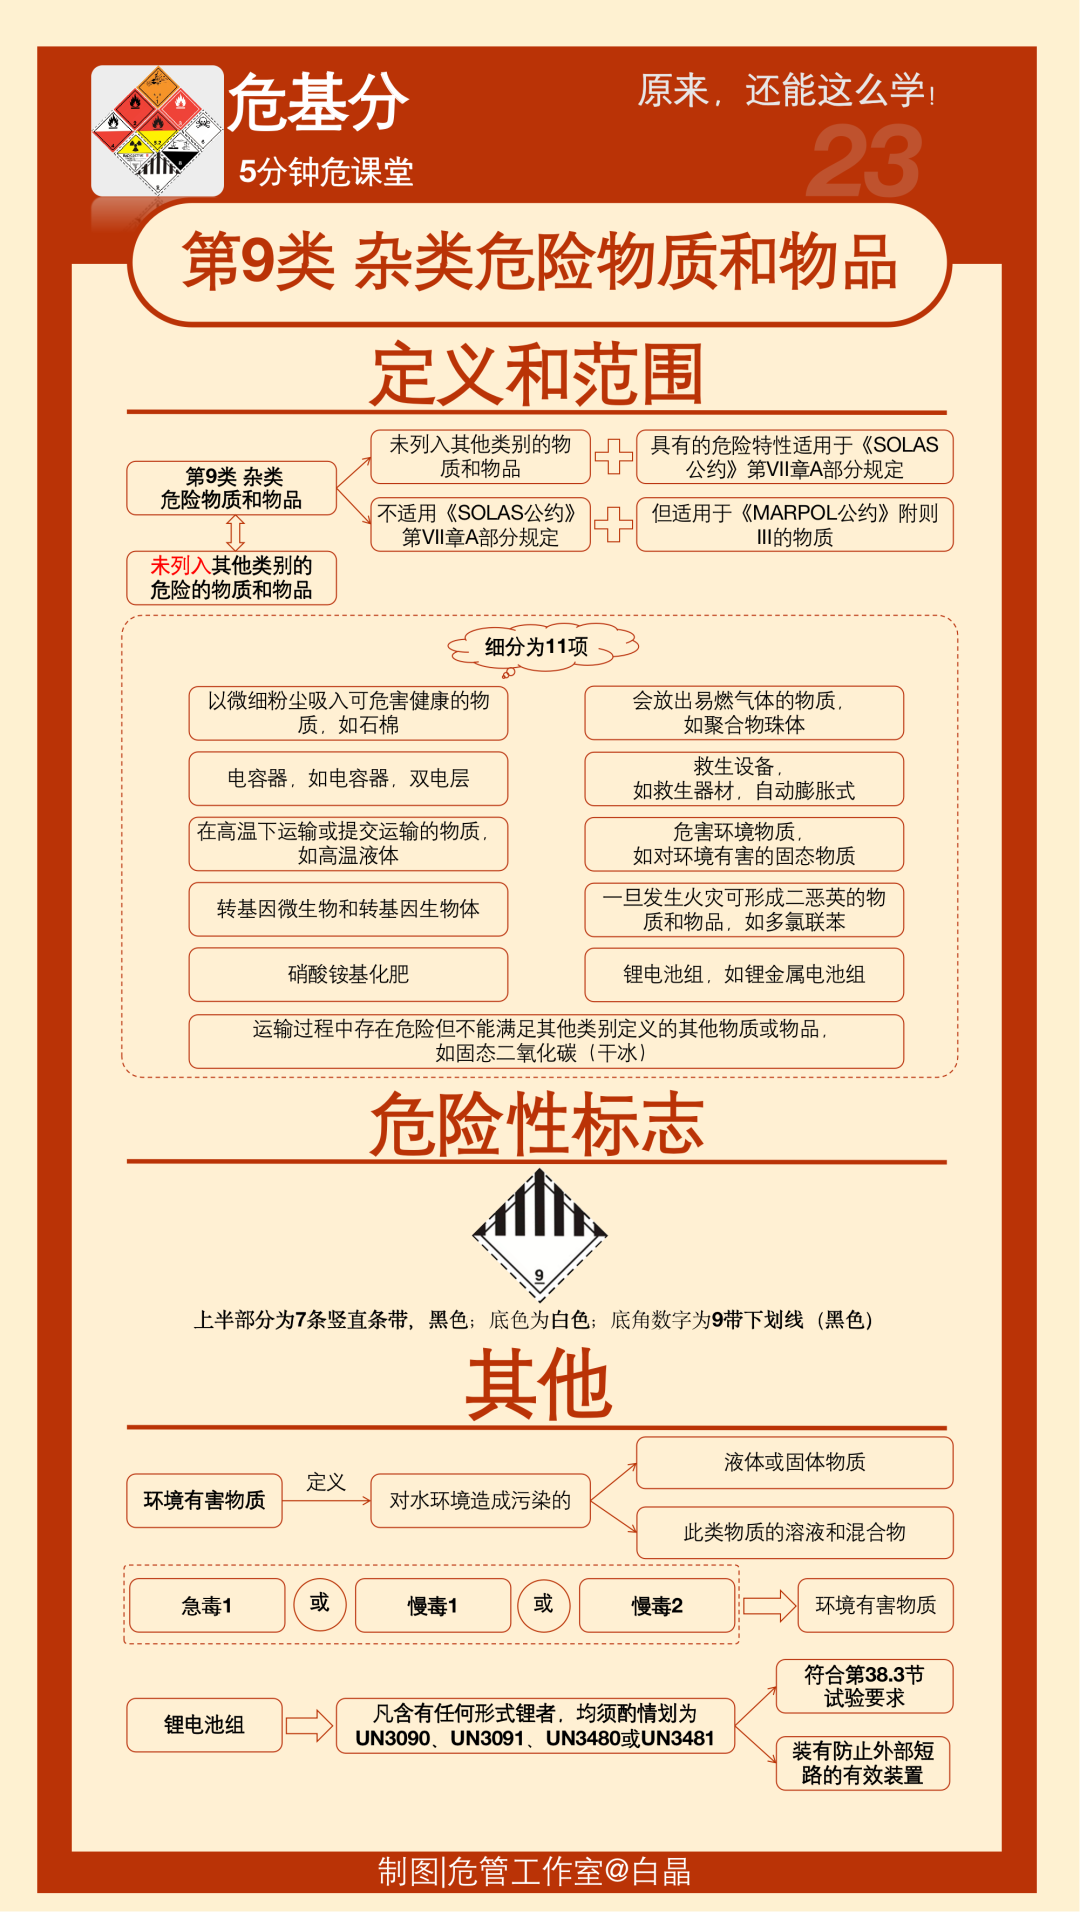 危基分
5分钟危课堂
原来，还能这么学！
23
第9类 杂类危险物质和物品
定义和范围
第9类 杂类
危险物质和物品
未列入其他类别的
危险的物质和物品
未列入其他类别的物
质和物品
具有的危险特性适用于《SOLAS
公约》第VII章A部分规定
不适用《SOLAS公约》
第VII章A部分规定
但适用于《MARPOL公约》附则
III的物质
细分为11项
以微细粉尘吸入可危害健康的物
质，如石棉
会放出易燃气体的物质，
如聚合物珠体
电容器，如电容器，双电层
救生设备，
如救生器材，自动膨胀式
在高温下运输或提交运输的物质，
如高温液体
危害环境物质，
如对环境有害的固态物质
转基因微生物和转基因生物体
一旦发生火灾可形成二恶英的物
质和物品，如多氯联苯
硝酸铵基化肥
锂电池组，如锂金属电池组
运输过程中存在危险但不能满足其他类别定义的其他物质或物品，
如固态二氧化碳（干冰）
危险性标志
9
上半部分为7条竖直条带，黑色；底色为白色；底角数字为9带下划线（黑色）
其他
环境有害物质
定义
对水环境造成污染的
液体或固体物质
此类物质的溶液和混合物
急毒1
或
慢毒1
或
慢毒2
环境有害物质
锂电池组
凡含有任何形式锂者，均须酌情划为
UN3090、UN3091、UN3480或UN3481
符合第38.3节
试验要求
装有防止外部短
路的有效装置
制图|危管工作室@白晶